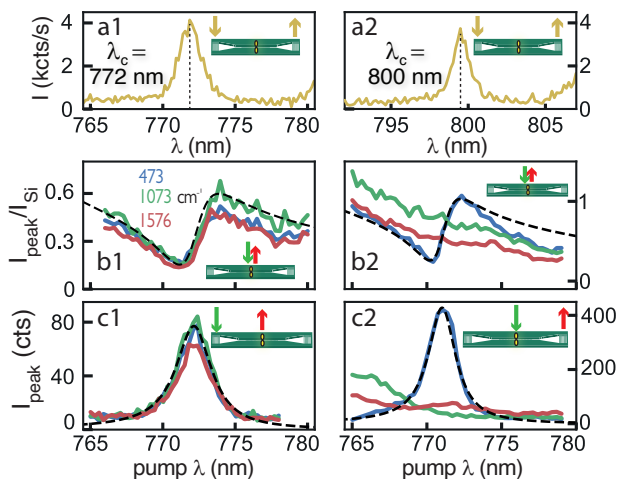 a1
λc =
772 nm
I (kcts/s)
4
2
0
765 770 775 780
λ (nm)
a2
λc =
800 nm
4
2
0
795 800 805
λ (nm)
Ipeak/ISi
0.6
0.3
0
473
1073 cm⁻¹
1576
b1
b2
1
0
Ipeak (cts)
80
40
0
c1
765 770 775 780
pump λ (nm)
c2
400
200
0
770 780
pump λ (nm)